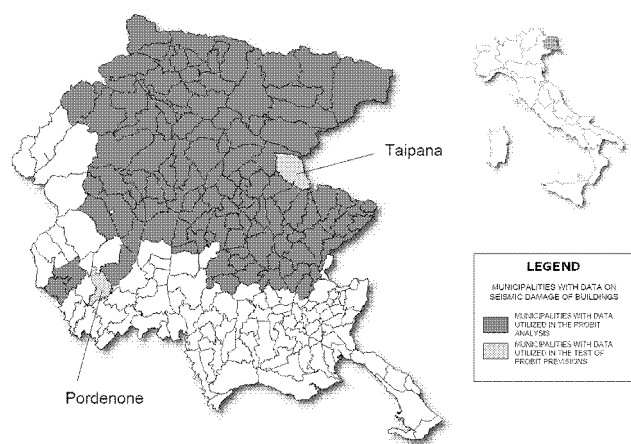 Taipana
Pordenone
LEGEND
MUNICIPALITIES WITH DATA ON
SEISMIC DAMAGE OF BUILDINGS
MUNICIPALITIES WITH DATA
UTILIZED IN THE PROBIT
ANALYSIS
MUNICIPALITIES WITH DATA
UTILIZED IN THE TEST OF
PROBIT PREVISIONS